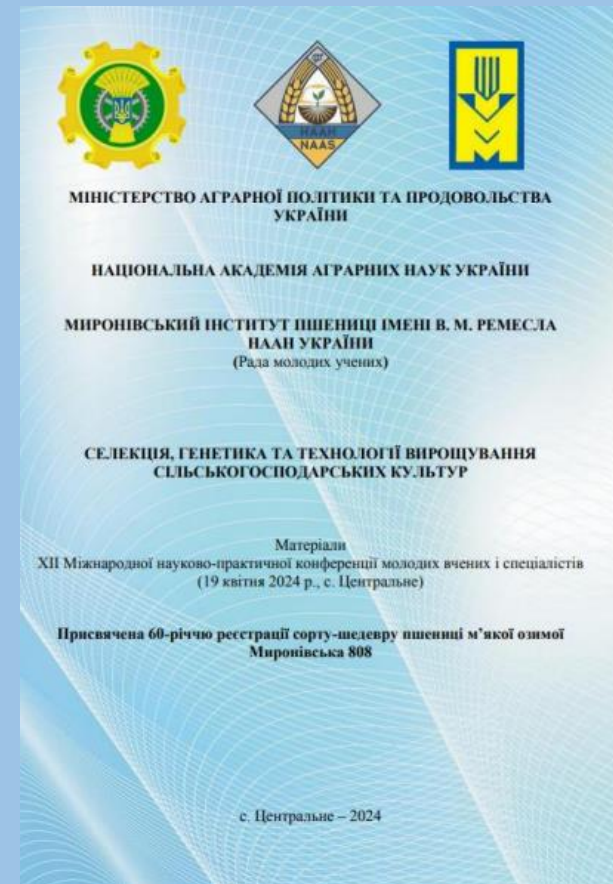 НААН
NAAS
МІНІСТЕРСТВО АГРАРНОЇ ПОЛІТИКИ ТА ПРОДОВОЛЬСТВА
УКРАЇНИ
НАЦІОНАЛЬНА АКАДЕМІЯ АГРАРНИХ НАУК УКРАЇНИ
МИРОНІВСЬКИЙ ІНСТИТУТ ПШЕНИЦІ ІМЕНІ В. М. РЕМЕСЛА
НААН УКРАЇНИ
(Рада молодих учених)
СЕЛЕКЦІЯ, ГЕНЕТИКА ТА ТЕХНОЛОГІЇ ВИРОЩУВАННЯ
СІЛЬСЬКОГОСПОДАРСЬКИХ КУЛЬТУР
Матеріали
XII Міжнародної науково-практичної конференції молодих вчених і спеціалістів
(19 квітня 2024 р., с. Центральне)
Присвячена 60-річчю реєстрації сорту-шедевру пшениці м’якої озимої
Миронівська 808
с. Центральне – 2024